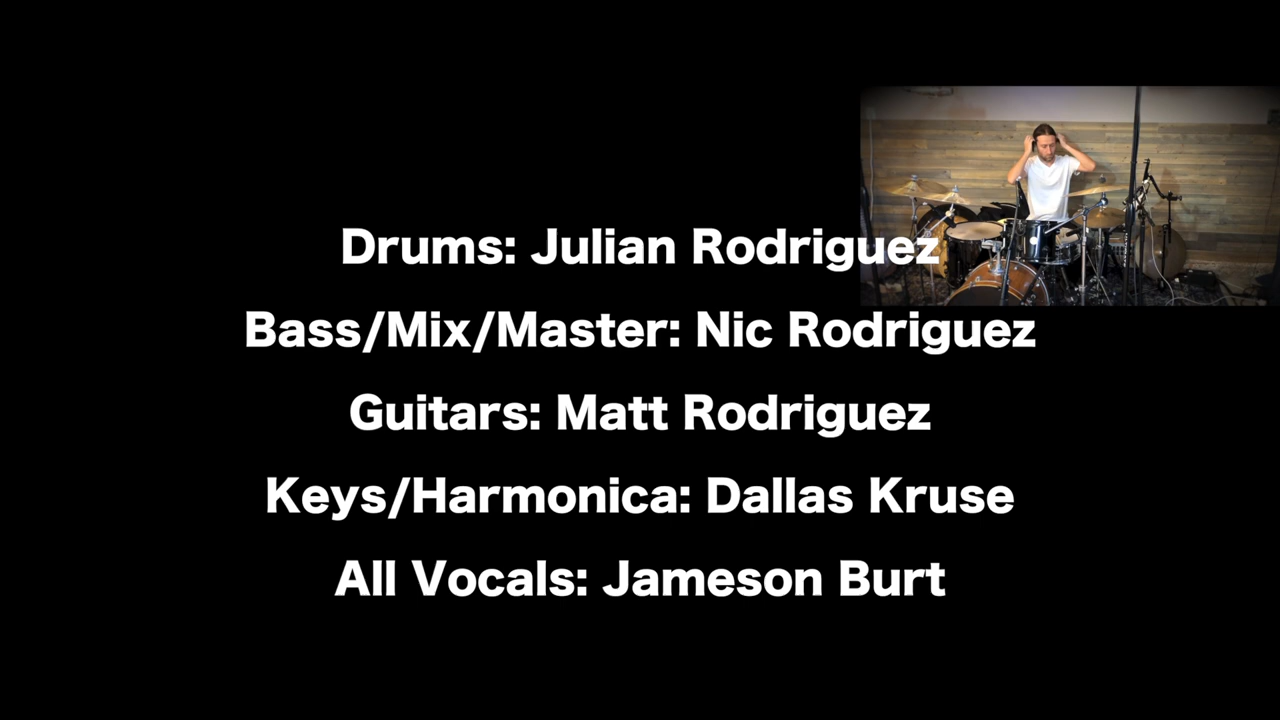 Drums: Julian Rodriguez
Bass/Mix/Master: Nic Rodriguez
Guitars: Matt Rodriguez
Keys/Harmonica: Dallas Kruse
All Vocals: Jameson Burt